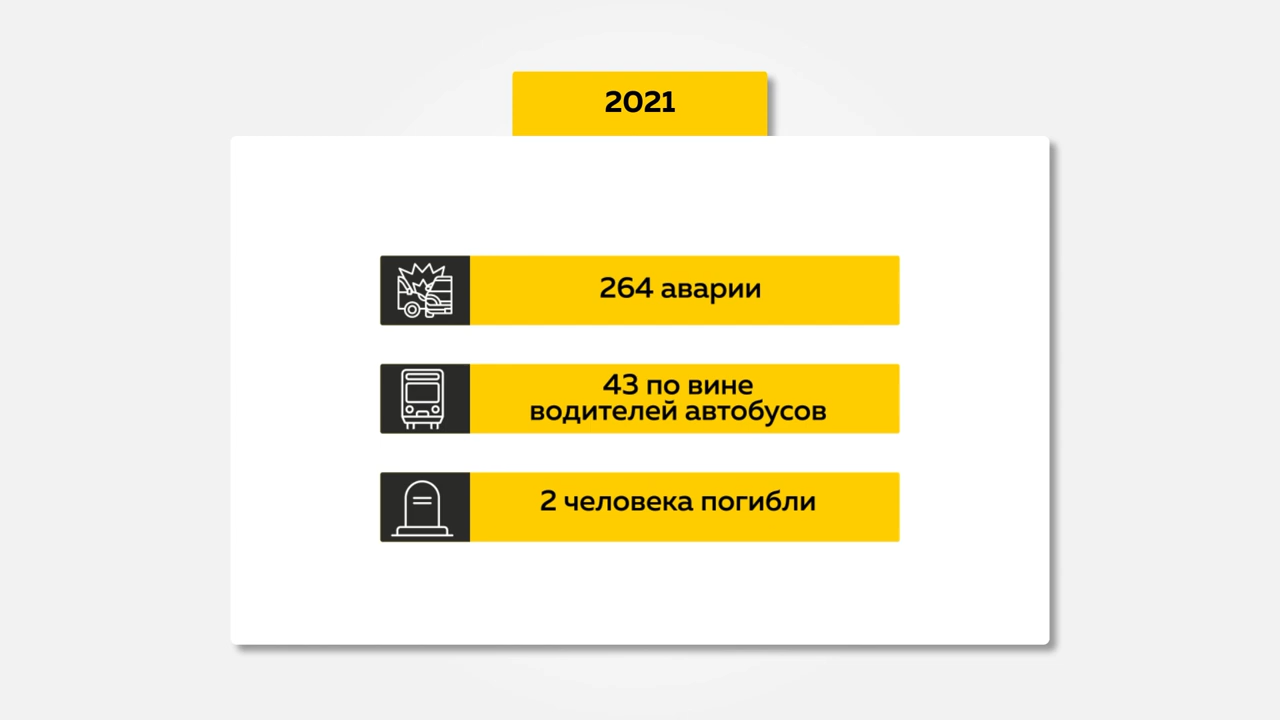 2021
264 аварии
43 по вине
водителей автобусов
2 человека погибли